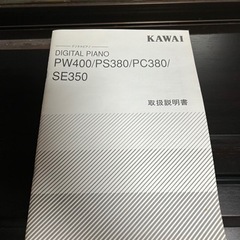 KAWAI
DIGITAL PIANO
PW400/PS380/PC380/
SE350
取扱説明書